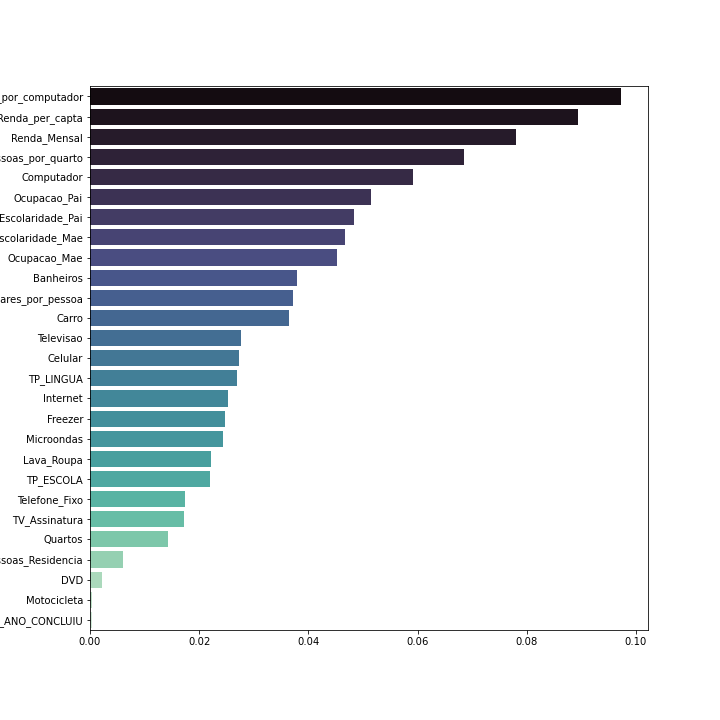 _por_computador
Renda_per_capta
Renda_Mensal
ssoas_por_quarto
Computador
Ocupacao_Pai
Escolaridade_Pai
scolaridade_Mae
Ocupacao_Mae
Banheiros
ares_por_pessoa
Carro
Televisao
Celular
TP_LINGUA
Internet
Freezer
Microondas
Lava_Roupa
TP_ESCOLA
Telefone_Fixo
TV_Assinatura
Quartos
ssoas_Residencia
DVD
Motocicleta
_ANO_CONCLUIU
0.00 0.02 0.04 0.06 0.08 0.10